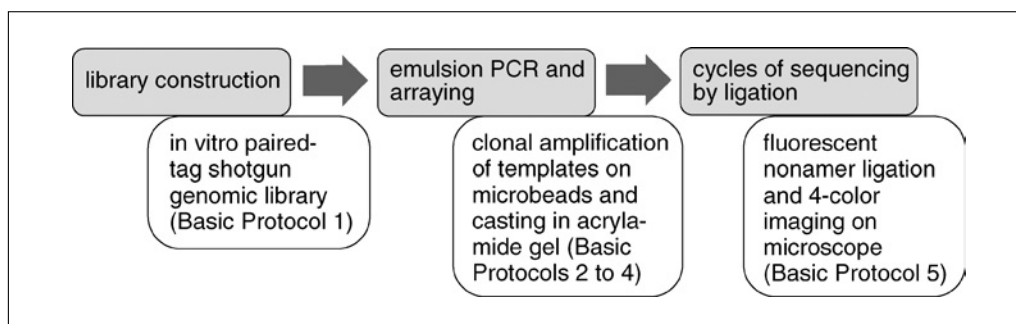 library construction
in vitro paired-
tag shotgun
genomic library
(Basic Protocol 1)
emulsion PCR and
arraying
clonal amplification
of templates on
microbeads and
casting in acryla-
mide gel (Basic
Protocols 2 to 4)
cycles of sequencing
by ligation
fluorescent
nonamer ligation
and 4-color
imaging on
microscope
(Basic Protocol 5)